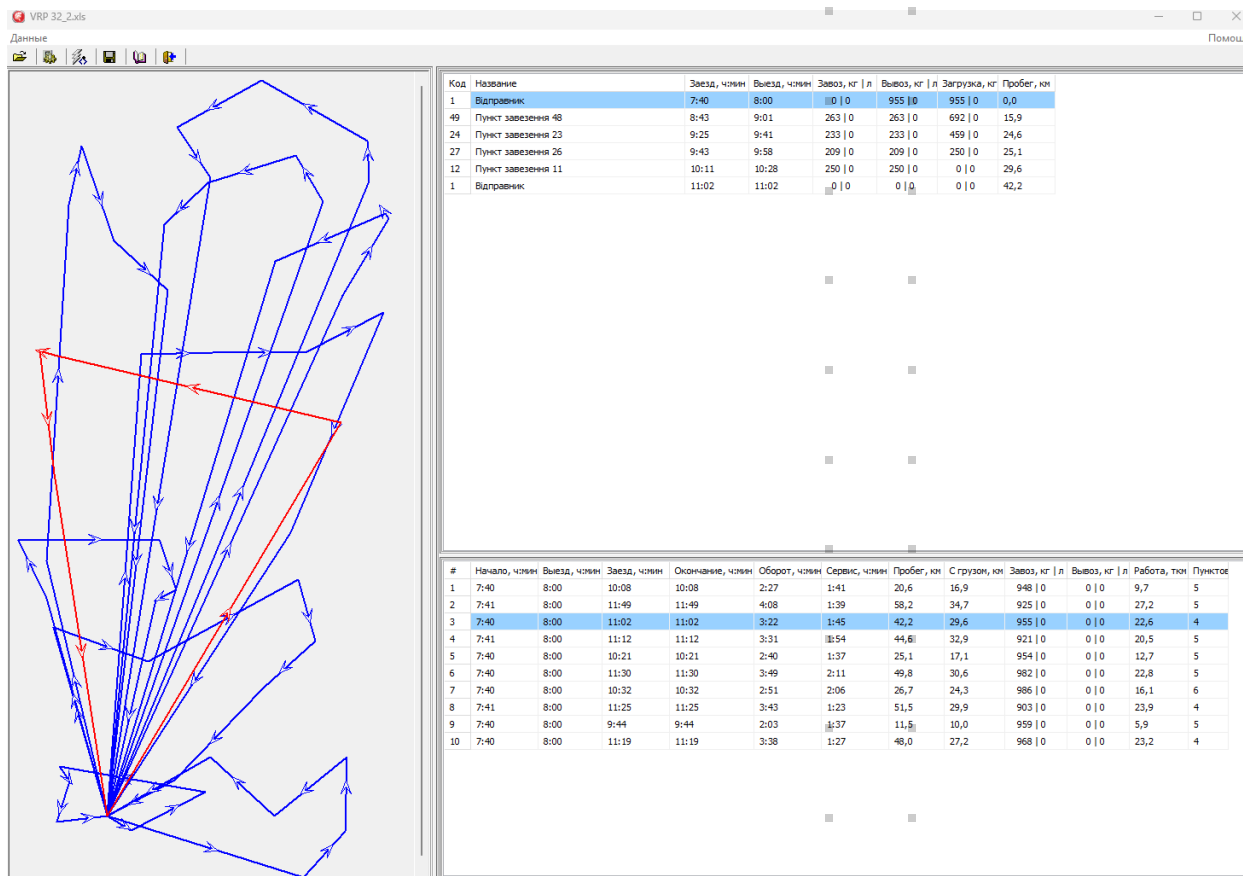 VRP 32_2.xls
Данные Помощ
Код Название Заезд, ч:мин Выезд, ч:мин Завоз, кг | л Вывоз, кг | л Загрузка, кг Пробег, км
1 Відправник 7:40 8:00 0 | 0 955 | 0 955 | 0 0,0
49 Пункт завезення 48 8:43 9:01 263 | 0 263 | 0 692 | 0 15,9
24 Пункт завезення 23 9:25 9:41 233 | 0 233 | 0 459 | 0 24,6
27 Пункт завезення 26 9:43 9:58 209 | 0 209 | 0 250 | 0 25,1
12 Пункт завезення 11 10:11 10:28 250 | 0 250 | 0 0 | 0 29,6
1 Відправник 11:02 11:02 0 | 0 0 | 0 0 | 0 42,2
# Начало, ч:мин Выезд, ч:мин Заезд, ч:мин Окончание, ч:мин Оборот, ч:мин Сервис, ч:мин Пробег, км С грузом, км Завоз, кг | л Вывоз, кг | л Работа, ткм Пунктов
1 7:40 8:00 10:08 10:08 2:27 1:41 20,6 16,9 948 | 0 0 | 0 9,7 5
2 7:41 8:00 11:49 11:49 4:08 1:39 58,2 34,7 925 | 0 0 | 0 27,2 5
3 7:40 8:00 11:02 11:02 3:22 1:45 42,2 29,6 955 | 0 0 | 0 22,6 4
4 7:41 8:00 11:12 11:12 3:31 1:54 44,6 32,9 921 | 0 0 | 0 20,5 5
5 7:40 8:00 10:21 10:21 2:40 1:37 25,1 17,1 954 | 0 0 | 0 12,7 5
6 7:40 8:00 11:30 11:30 3:49 2:11 49,8 30,6 982 | 0 0 | 0 22,8 5
7 7:40 8:00 10:32 10:32 2:51 2:06 26,7 24,3 986 | 0 0 | 0 16,1 6
8 7:41 8:00 11:25 11:25 3:43 1:23 51,5 29,9 903 | 0 0 | 0 23,9 4
9 7:40 8:00 9:44 9:44 2:03 1:37 11,5 10,0 959 | 0 0 | 0 5,9 5
10 7:40 8:00 11:19 11:19 3:38 1:27 48,0 27,2 968 | 0 0 | 0 23,2 4